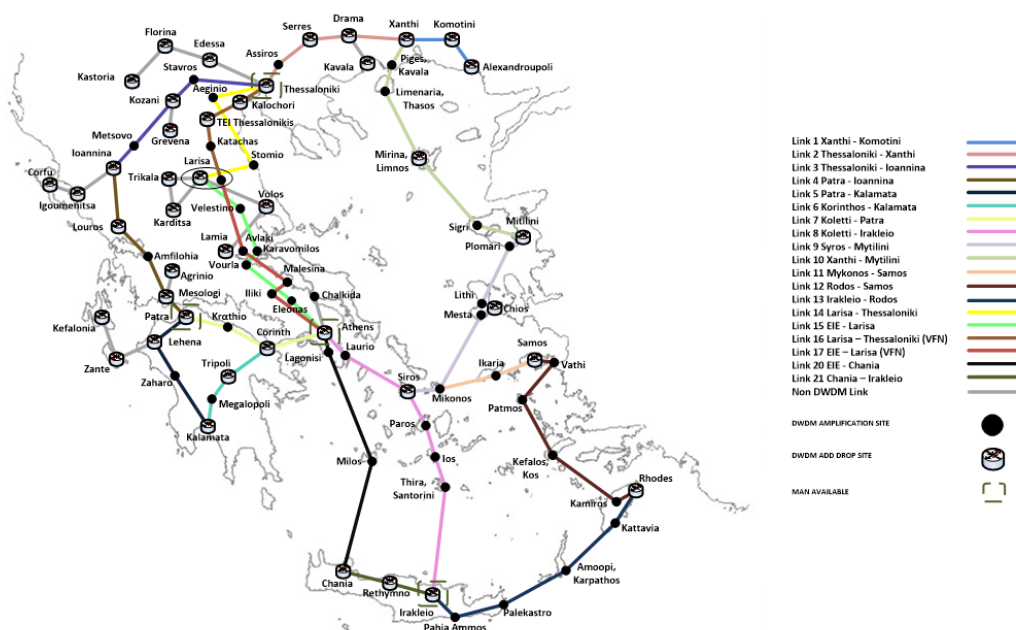 Drama
Xanthi
Komotini
Serres
Florina
Edessa
Assiros
Kavala
Piges,
Kavala
Alexandroupoli
Stavros
Kastoria
Thessaloniki
Aeginio
Limenaria,
Thasos
Kozani
Kalochori
TEI Thessalonikis
Grevena
Katachas
Metsovo
Stomio
Mirina,
Limnos
Ioannina
Larisa
Corfu
Trikala
Igoumenitsa
Volos
Karditsa
Velestino
Sigri
Mitilini
Louros
Lamia
Avlaki
Karavomilos
Plomari
Amfilohia
Vourla
Malesina
Agrinio
Iliki
Chalkida
Lithi
Mesologi
Eleonas
Mesta
Chios
Kefalonia
Patra
Krathio
Athens
Lehena
Corinth
Lagonisi
Laurio
Samos
Zante
Tripoli
Ikaria
Vathi
Zaharo
Siros
Mikonos
Megalopoli
Patmos
Kalamata
Paros
Milos
Ios
Kefalos,
Kos
Thira,
Santorini
Rhodes
Kamiros
Kattavia
Amoopi,
Karpathos
Chania
Rethymno
Irakleio
Palekastro
Pahia Ammos
Link 1 Xanthi - Komotini
Link 2 Thessaloniki - Xanthi
Link 3 Thessaloniki - Ioannina
Link 4 Patra - Ioannina
Link 5 Patra - Kalamata
Link 6 Korinthos - Kalamata
Link 7 Koletti - Patra
Link 8 Koletti - Irakleio
Link 9 Syros - Mytilini
Link 10 Xanthi - Mytilini
Link 11 Mykonos - Samos
Link 12 Rodos - Samos
Link 13 Irakleio - Rodos
Link 14 Larisa - Thessaloniki
Link 15 EIE - Larisa
Link 16 Larisa – Thessaloniki (VFN)
Link 17 EIE – Larisa (VFN)
Link 20 EIE - Chania
Link 21 Chania – Irakleio
Non DWDM Link
DWDM AMPLIFICATION SITE
DWDM ADD DROP SITE
MAN AVAILABLE